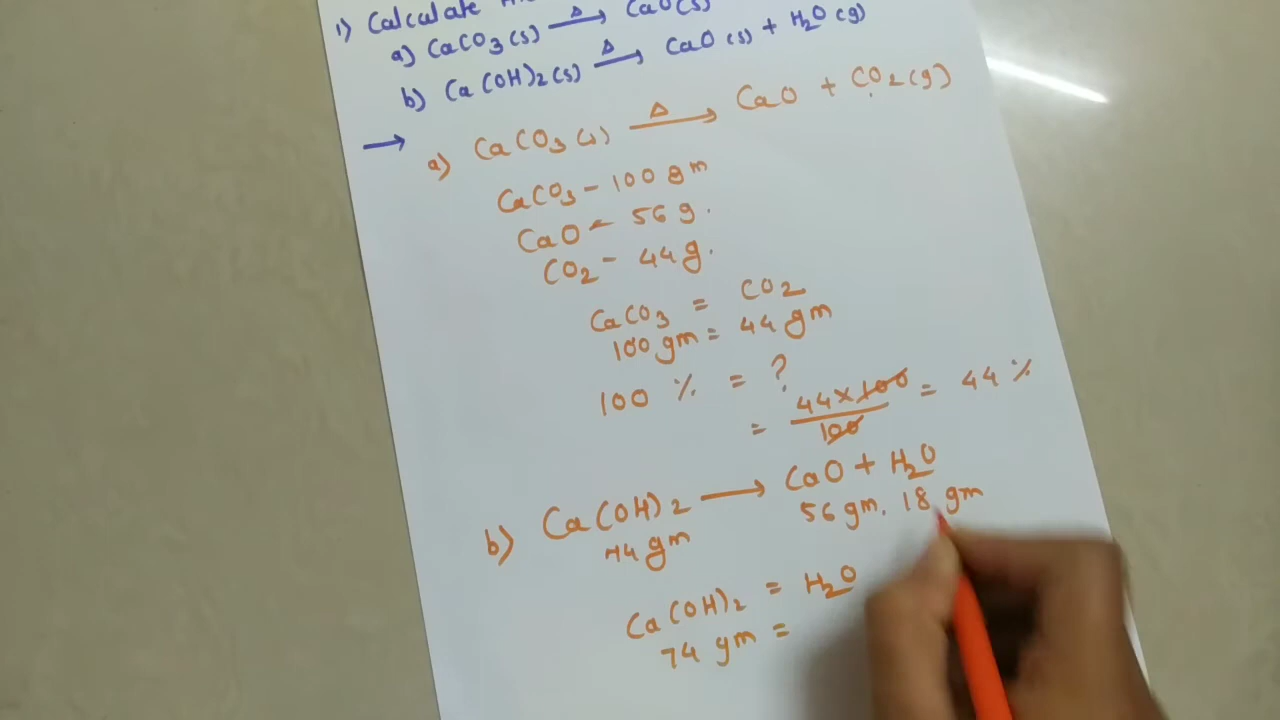 1) Calculate
a) CaCO3 (s) —Δ→ CaO(s)
b) Ca (OH)2 (s) —Δ→ CaO (s) + H2O (g)
→ a) CaCO3 (s) —Δ→ CaO + CO2 (g)
CaCO3 – 100 gm
CaO – 56 g.
CO2 – 44 g.
CaCO3 = CO2
100 gm = 44 gm
100 % = ?
= 44×100 / 100 = 44 %
b) Ca (OH)2 → CaO + H2O
74 gm 56 gm. 18 gm
Ca (OH)2 = H2O
74 gm =